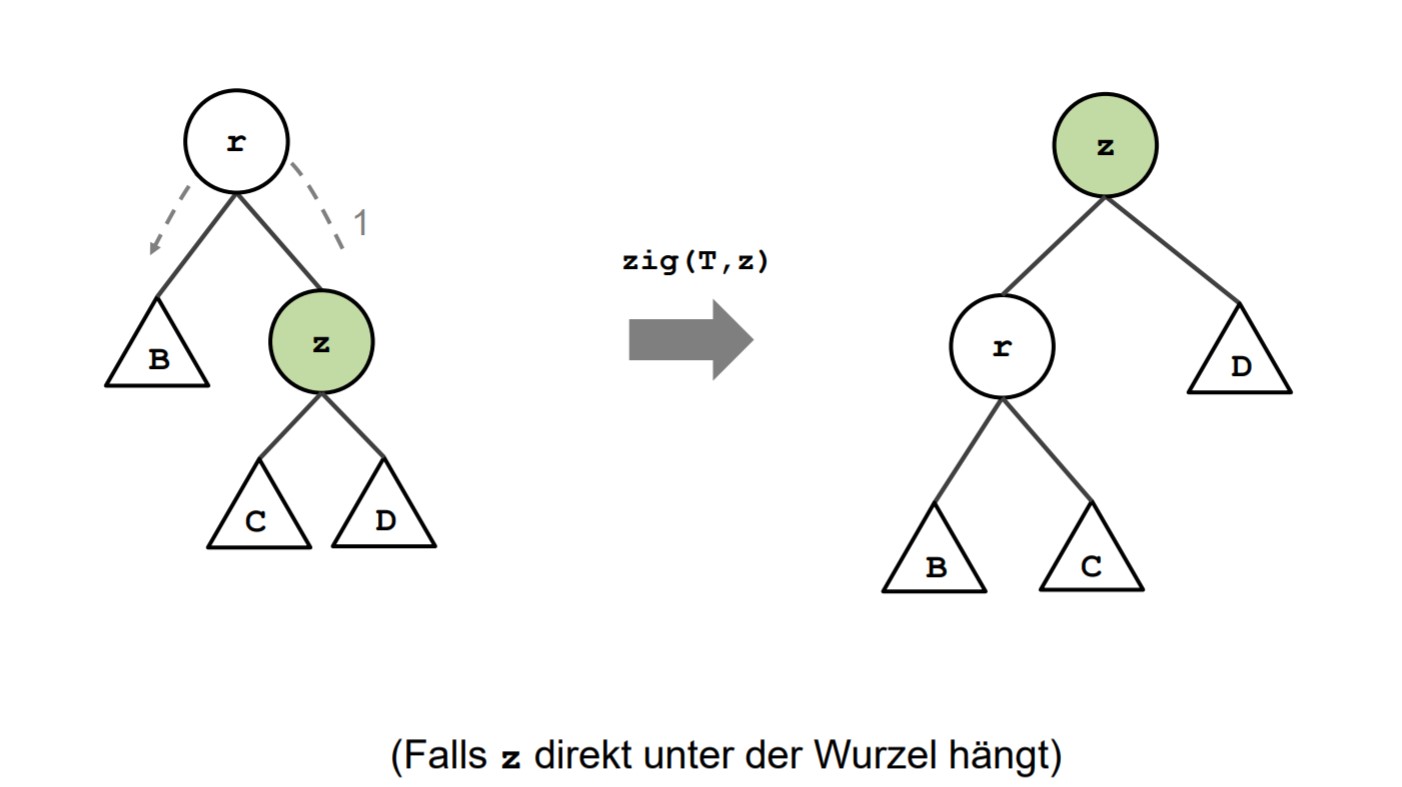 r
1
B
z
C
D
zig(T,z)
z
r
D
B
C
(Falls z direkt unter der Wurzel hängt)